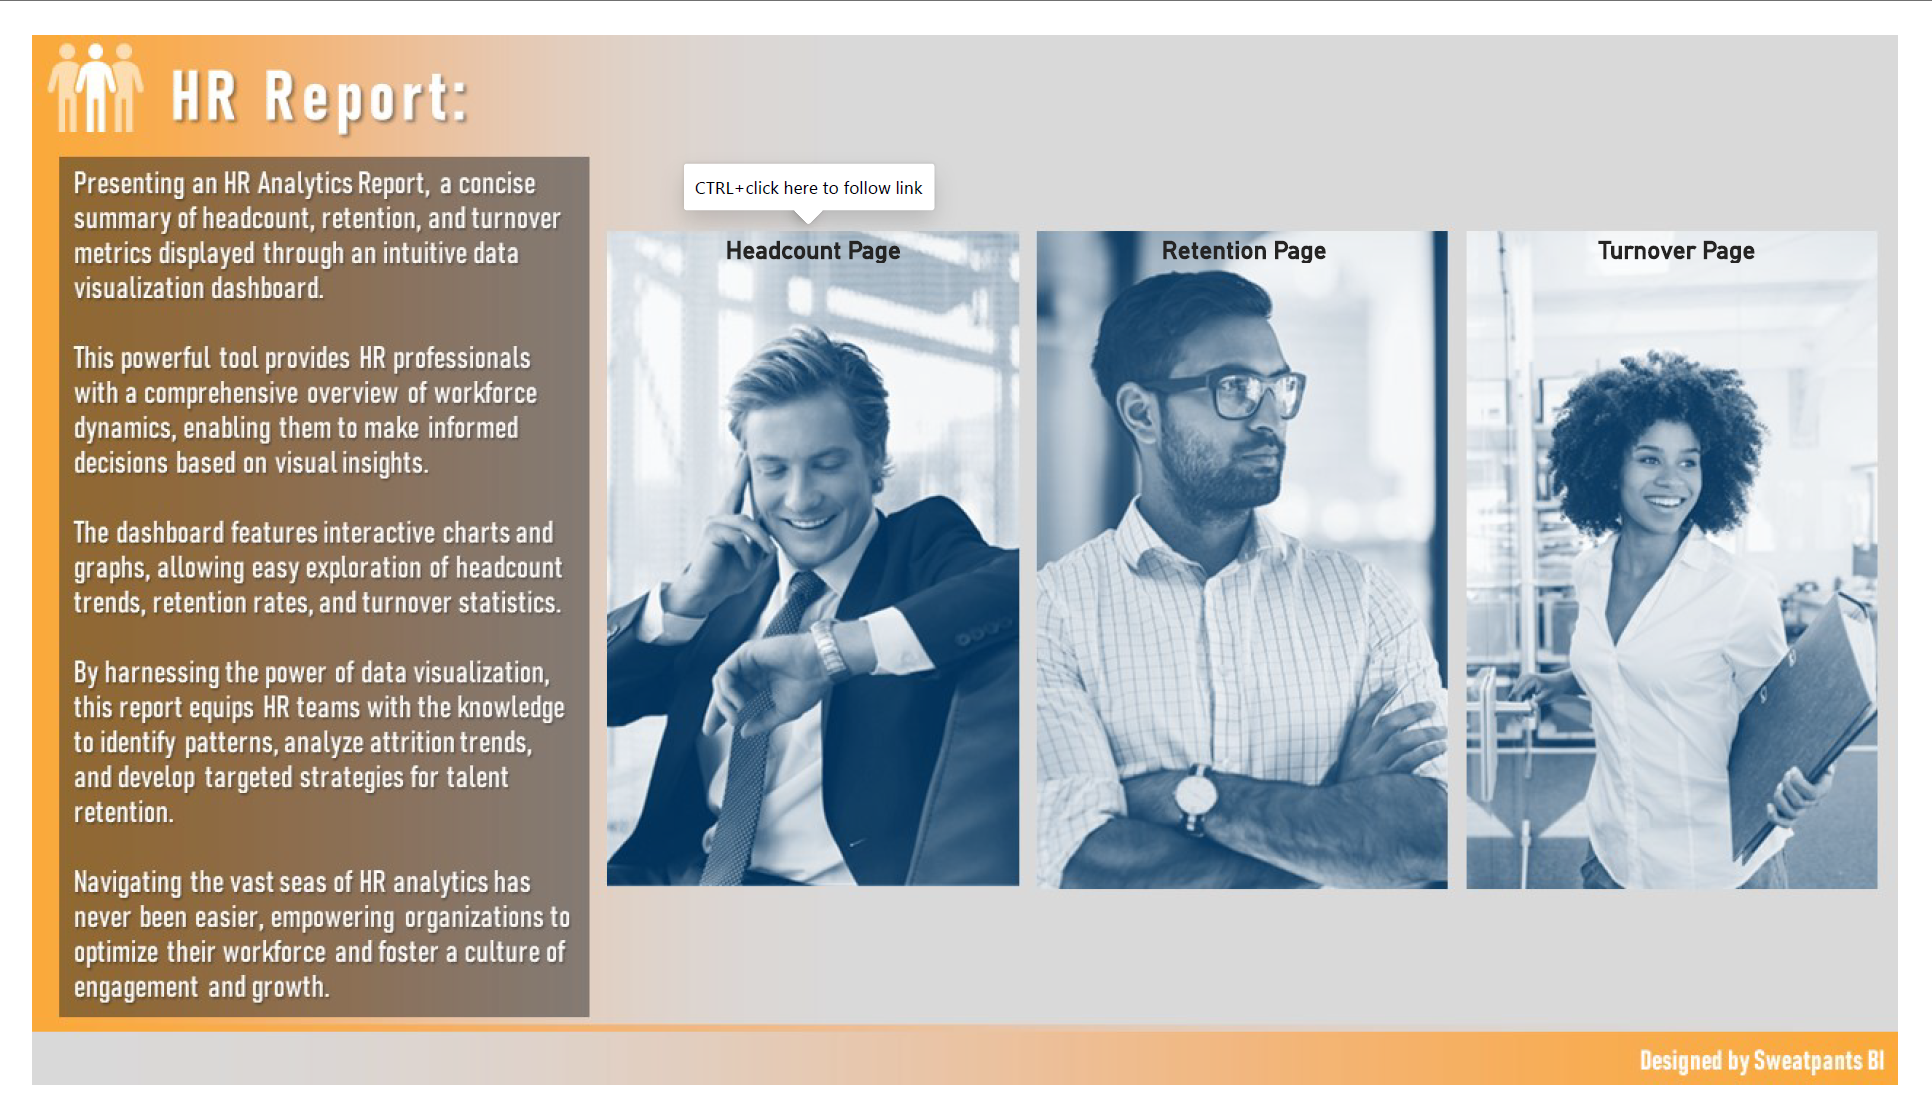 HR Report:
Presenting an HR Analytics Report, a concise
summary of headcount, retention, and turnover
metrics displayed through an intuitive data
visualization dashboard.
This powerful tool provides HR professionals
with a comprehensive overview of workforce
dynamics, enabling them to make informed
decisions based on visual insights.
The dashboard features interactive charts and
graphs, allowing easy exploration of headcount
trends, retention rates, and turnover statistics.
By harnessing the power of data visualization,
this report equips HR teams with the knowledge
to identify patterns, analyze attrition trends,
and develop targeted strategies for talent
retention.
Navigating the vast seas of HR analytics has
never been easier, empowering organizations to
optimize their workforce and foster a culture of
engagement and growth.
CTRL+click here to follow link
Headcount Page
Retention Page
Turnover Page
Designed by Sweatpants BI